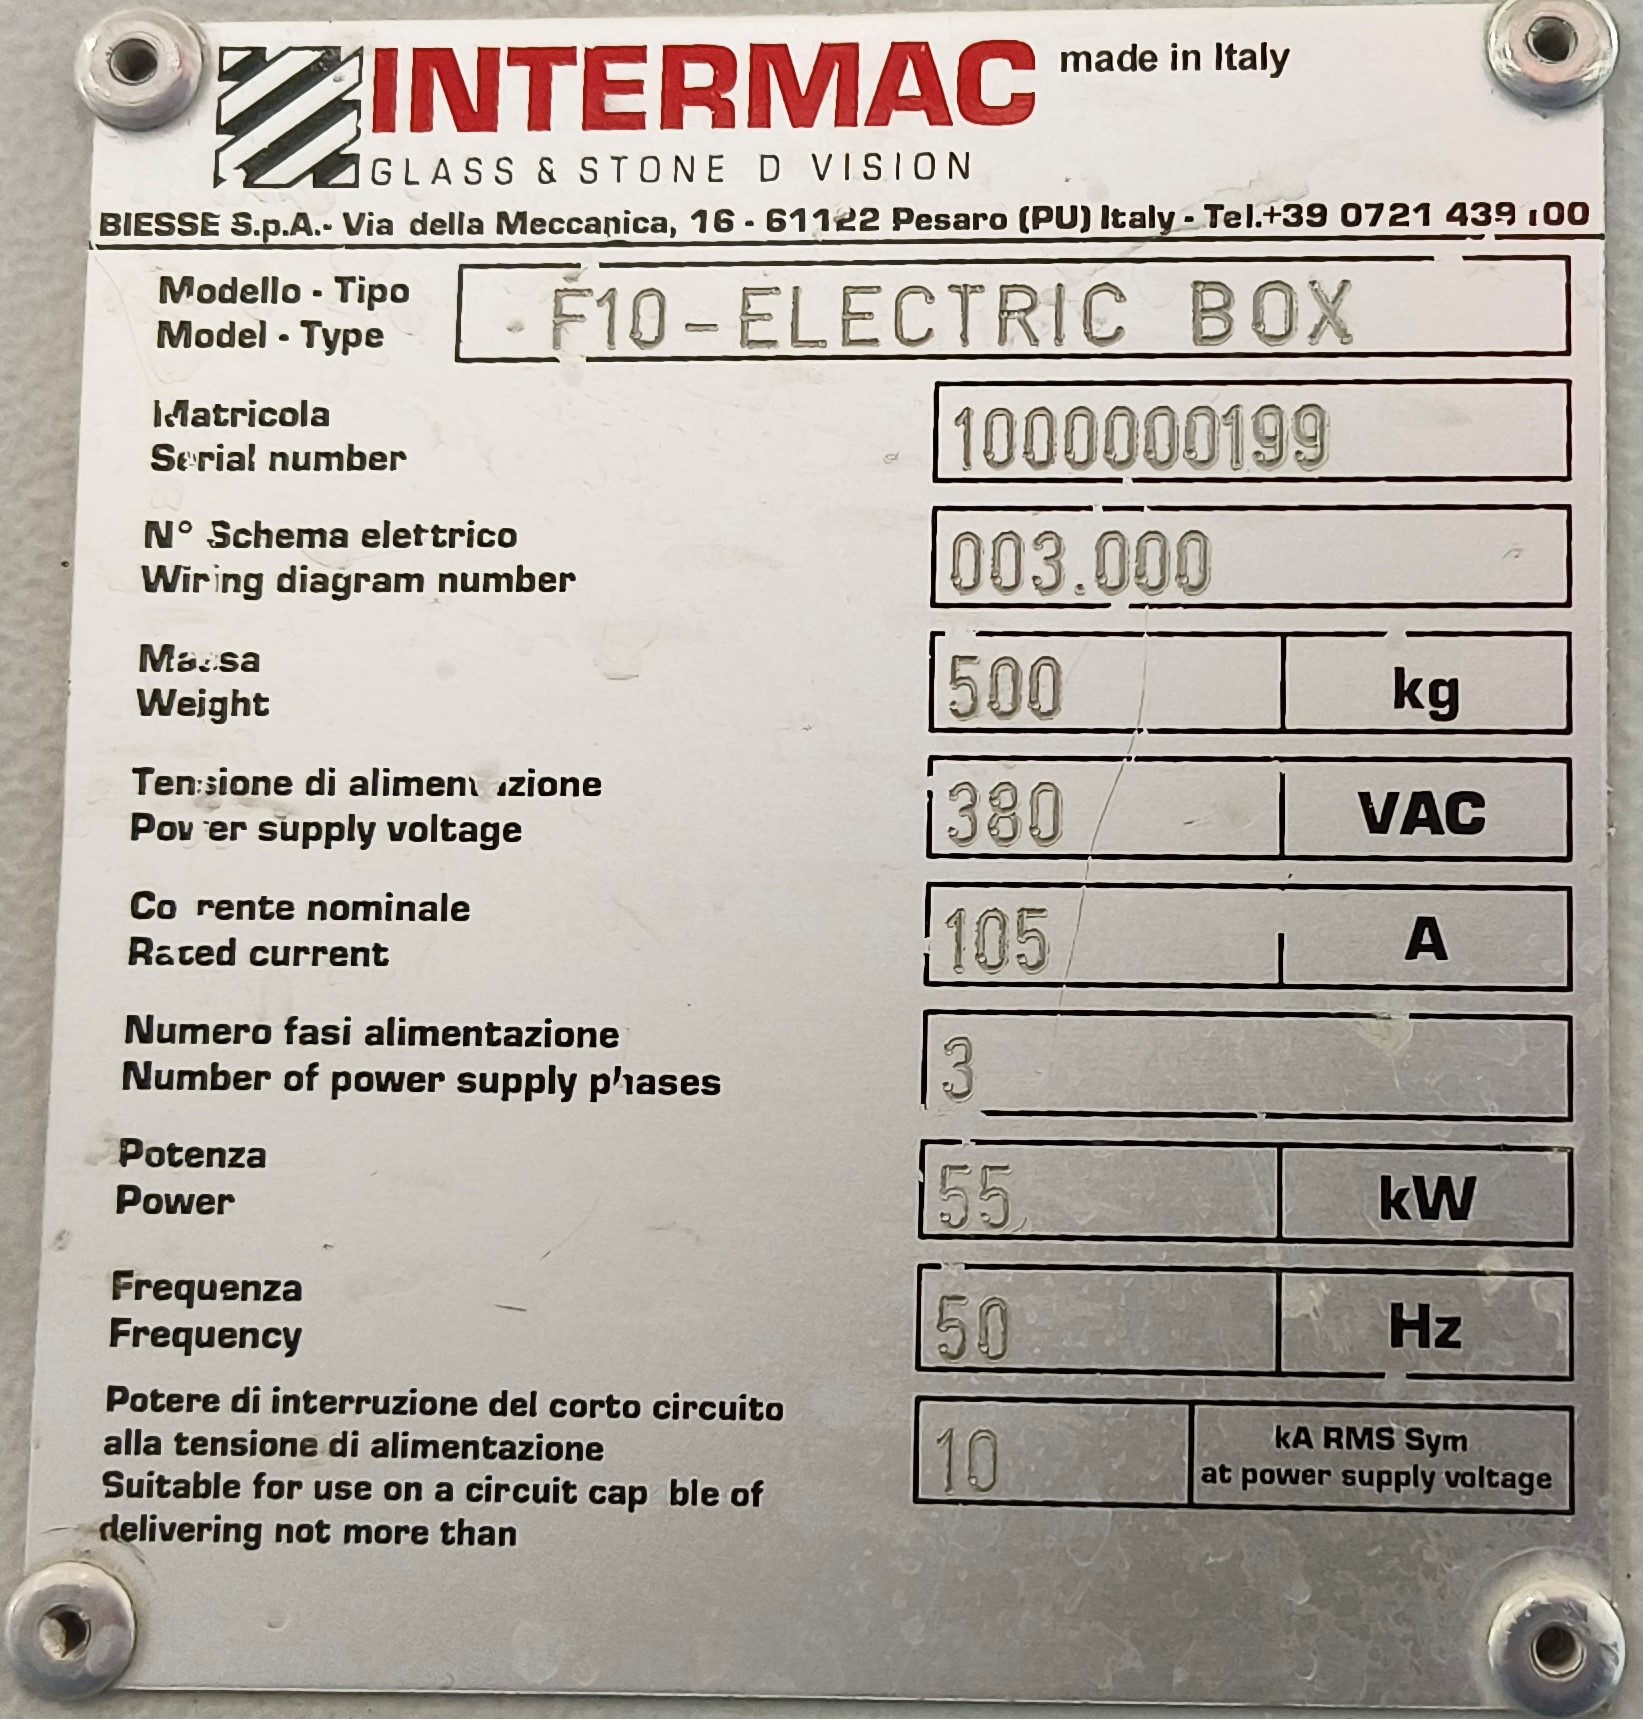 INTERMAC made in Italy
GLASS & STONE D VISION
BIESSE S.p.A.- Via della Meccanica, 16 - 61122 Pesaro (PU) Italy - Tel.+39 0721 439100
Modello - Tipo
Model - Type
F10-ELECTRIC BOX
Matricola
Serial number
1000000199
N° Schema elettrico
Wiring diagram number
003.000
Massa
Weight
500 kg
Tensione di alimentazione
Power supply voltage
380 VAC
Co rente nominale
Rated current
105 A
Numero fasi alimentazione
Number of power supply phases
3
Potenza
Power
55 kW
Frequenza
Frequency
50 Hz
Potere di interruzione del corto circuito
alla tensione di alimentazione
Suitable for use on a circuit cap ble of
delivering not more than
10
kA RMS Sym
at power supply voltage